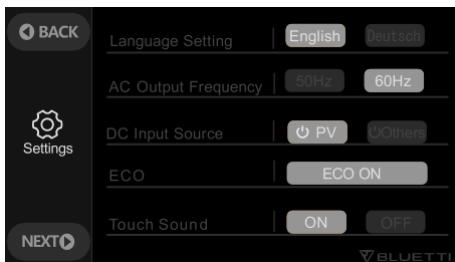 BACK
Language Setting English Deutsch
AC Output Frequency 50Hz 60Hz
Settings
DC Input Source PV Others
ECO ECO ON
Touch Sound ON OFF
NEXT
BLUETTI